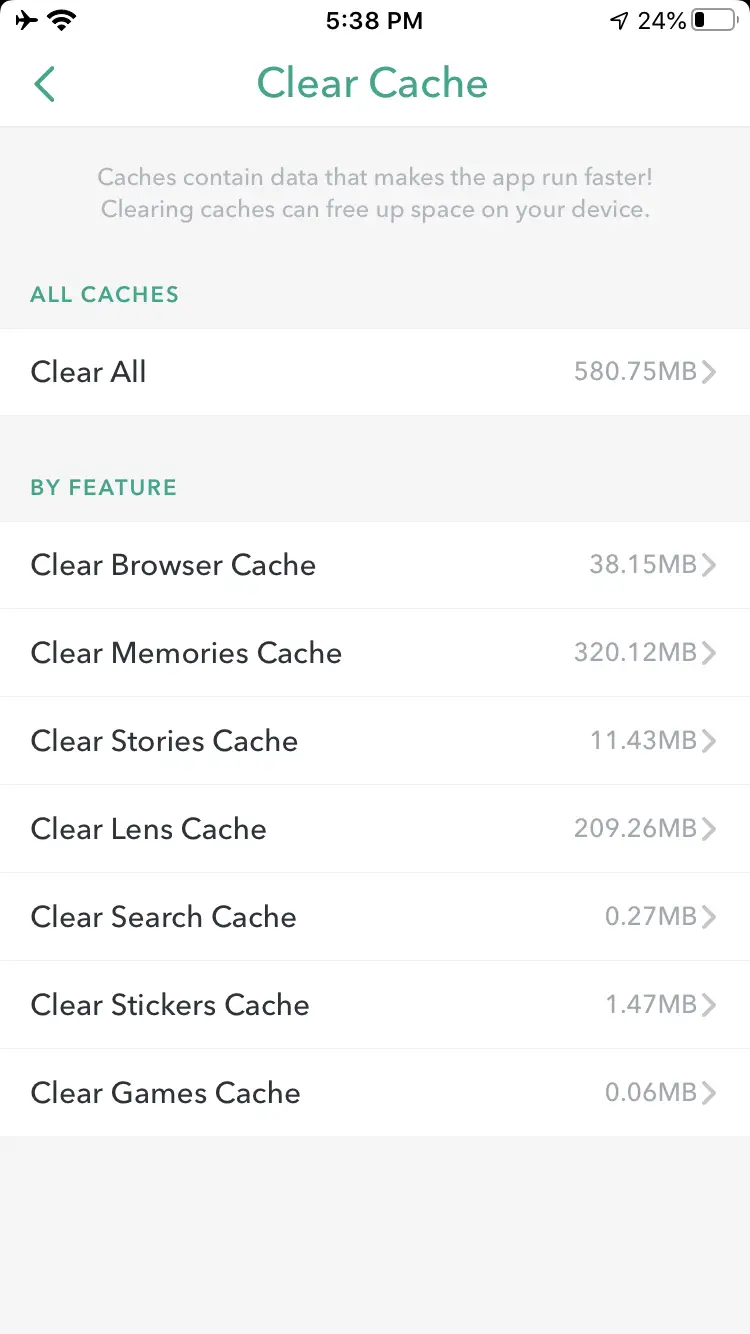 5:38 PM
24%
Clear Cache
Caches contain data that makes the app run faster!
Clearing caches can free up space on your device.
ALL CACHES
Clear All 580.75MB
BY FEATURE
Clear Browser Cache 38.15MB
Clear Memories Cache 320.12MB
Clear Stories Cache 11.43MB
Clear Lens Cache 209.26MB
Clear Search Cache 0.27MB
Clear Stickers Cache 1.47MB
Clear Games Cache 0.06MB